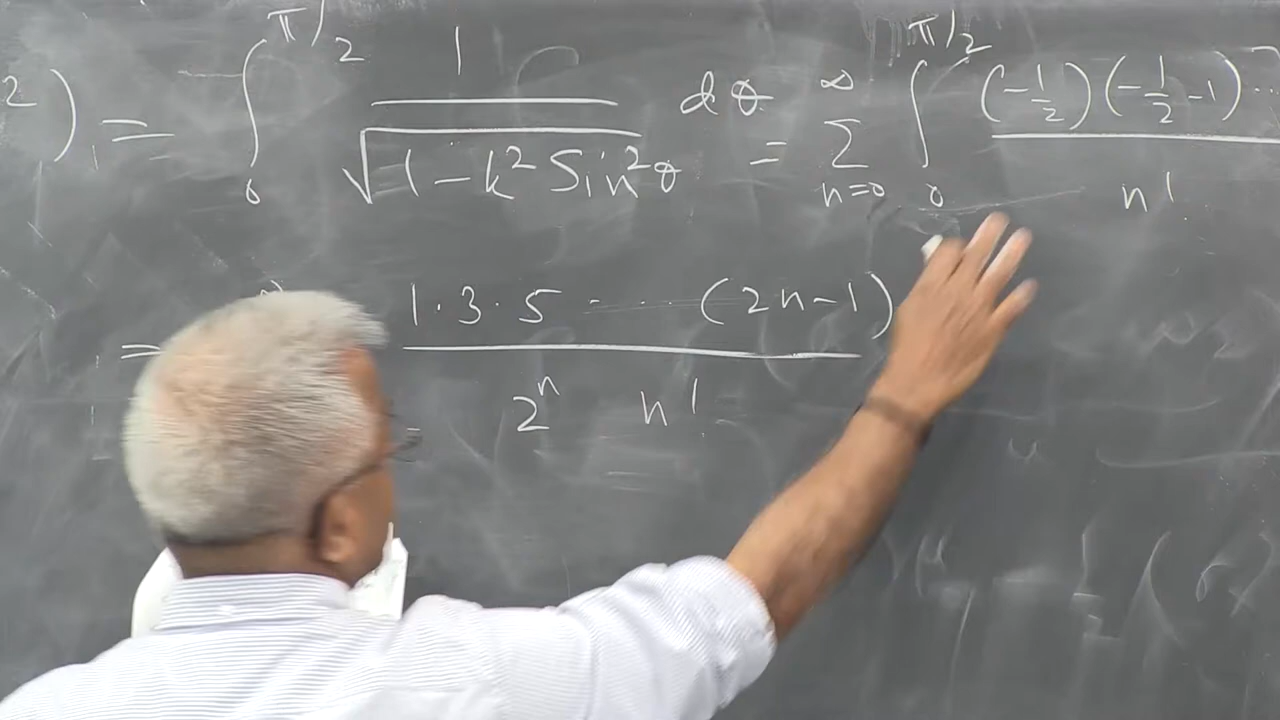 ²) = ∫₀^{π/2} 1/√(1-k² Sin²θ) dθ = ∑_{n=0}^{∞} ∫₀^{π/2} (-1/2)(-1/2-1)... / n!
= 1·3·5 ····· (2n-1) / 2ⁿ n!